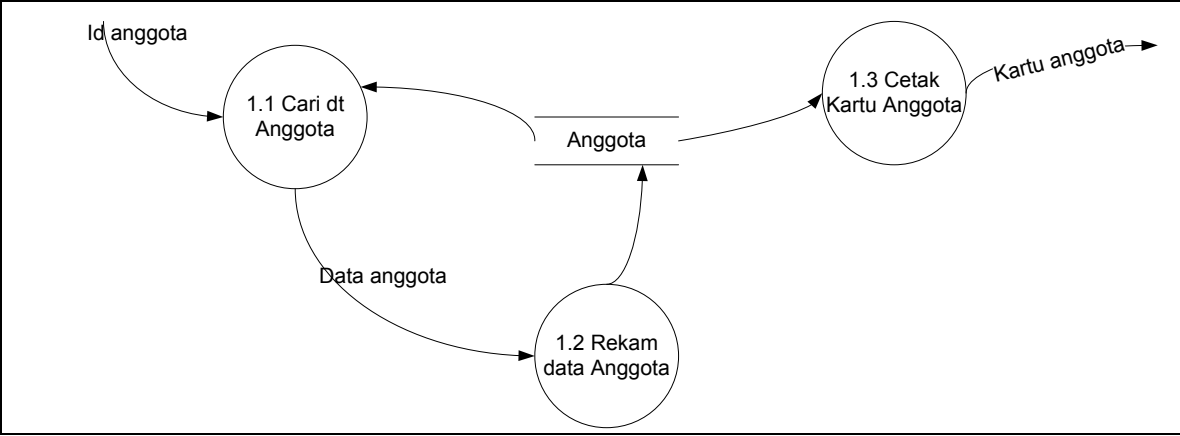 Id anggota
1.1 Cari dt
Anggota
Anggota
1.3 Cetak
Kartu Anggota
Kartu anggota
Data anggota
1.2 Rekam
data Anggota